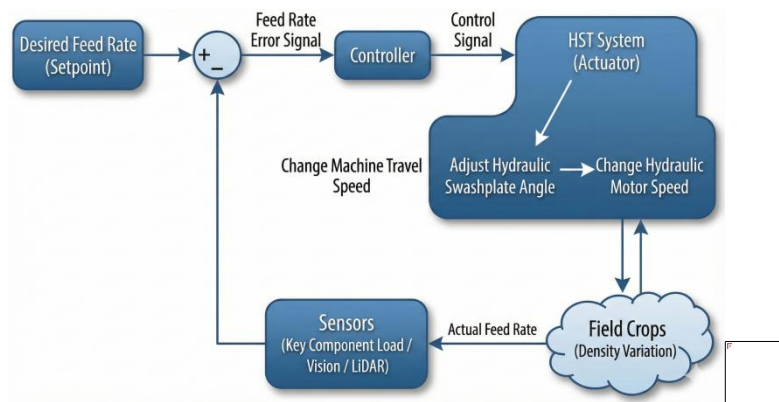 Desired Feed Rate
(Setpoint)
+
−
Feed Rate
Error Signal
Controller
Control
Signal
HST System
(Actuator)
Change Machine Travel
Speed
Adjust Hydraulic
Swashplate Angle
Change Hydraulic
Motor Speed
Sensors
(Key Component Load /
Vision / LiDAR)
Actual Feed Rate
Field Crops
(Density Variation)